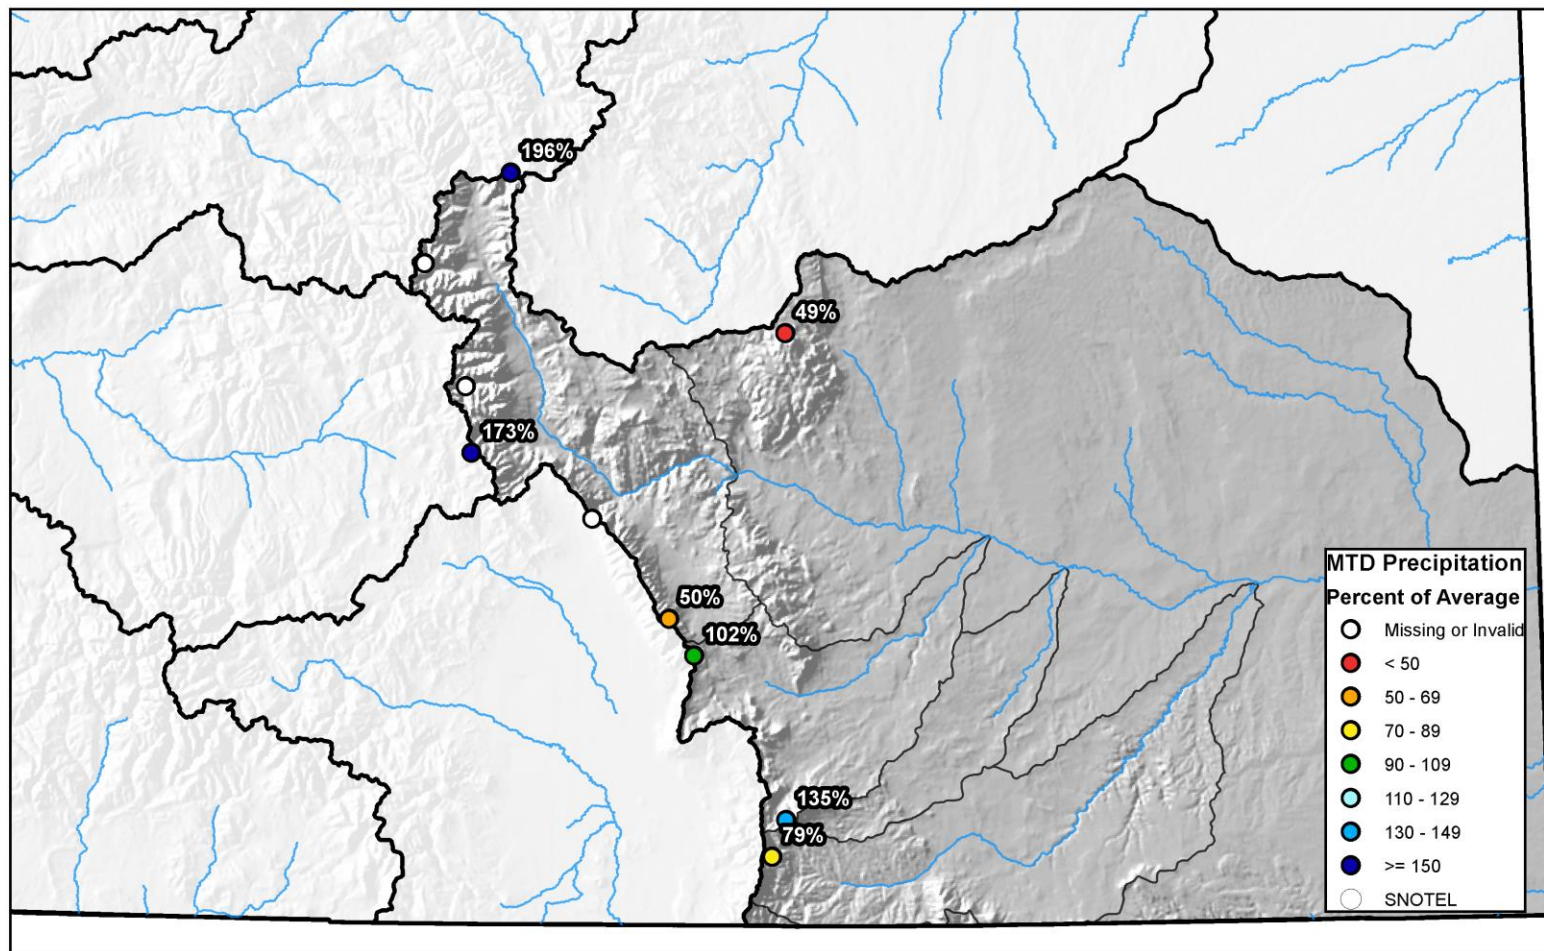 196%
49%
173%
50%
102%
135%
79%
MTD Precipitation
Percent of Average
Missing or Invalid
< 50
50 - 69
70 - 89
90 - 109
110 - 129
130 - 149
>= 150
SNOTEL